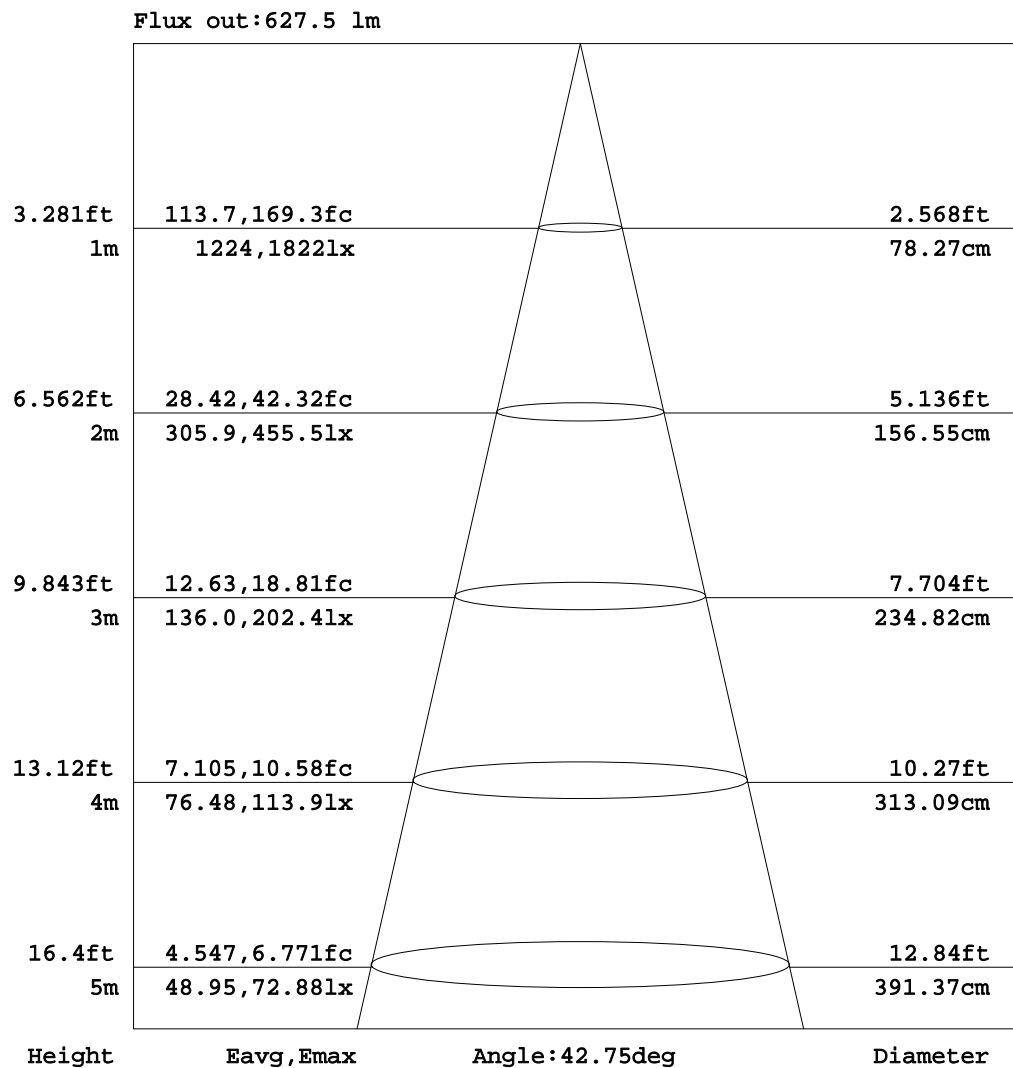 Flux out:627.5 lm
3.281ft 113.7,169.3fc 2.568ft
1m 1224,1822lx 78.27cm
6.562ft 28.42,42.32fc 5.136ft
2m 305.9,455.5lx 156.55cm
9.843ft 12.63,18.81fc 7.704ft
3m 136.0,202.4lx 234.82cm
13.12ft 7.105,10.58fc 10.27ft
4m 76.48,113.9lx 313.09cm
16.4ft 4.547,6.771fc 12.84ft
5m 48.95,72.88lx 391.37cm
Height Eavg,Emax Angle:42.75deg Diameter